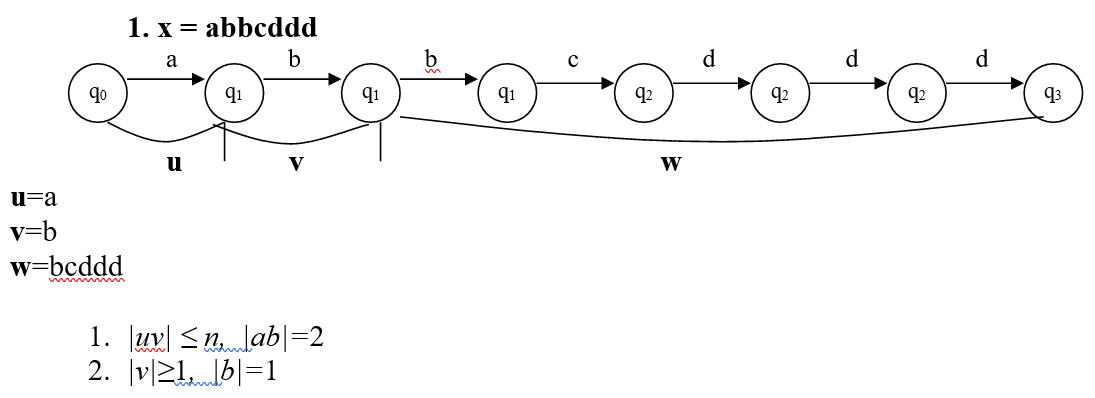 1. x = abbcddd
a b b c d d d
q0 q1 q1 q1 q2 q2 q2 q3
u v w
u=a
v=b
w=bcddd
1. |uv| ≤ n, |ab|=2
2. |v|≥1, |b|=1